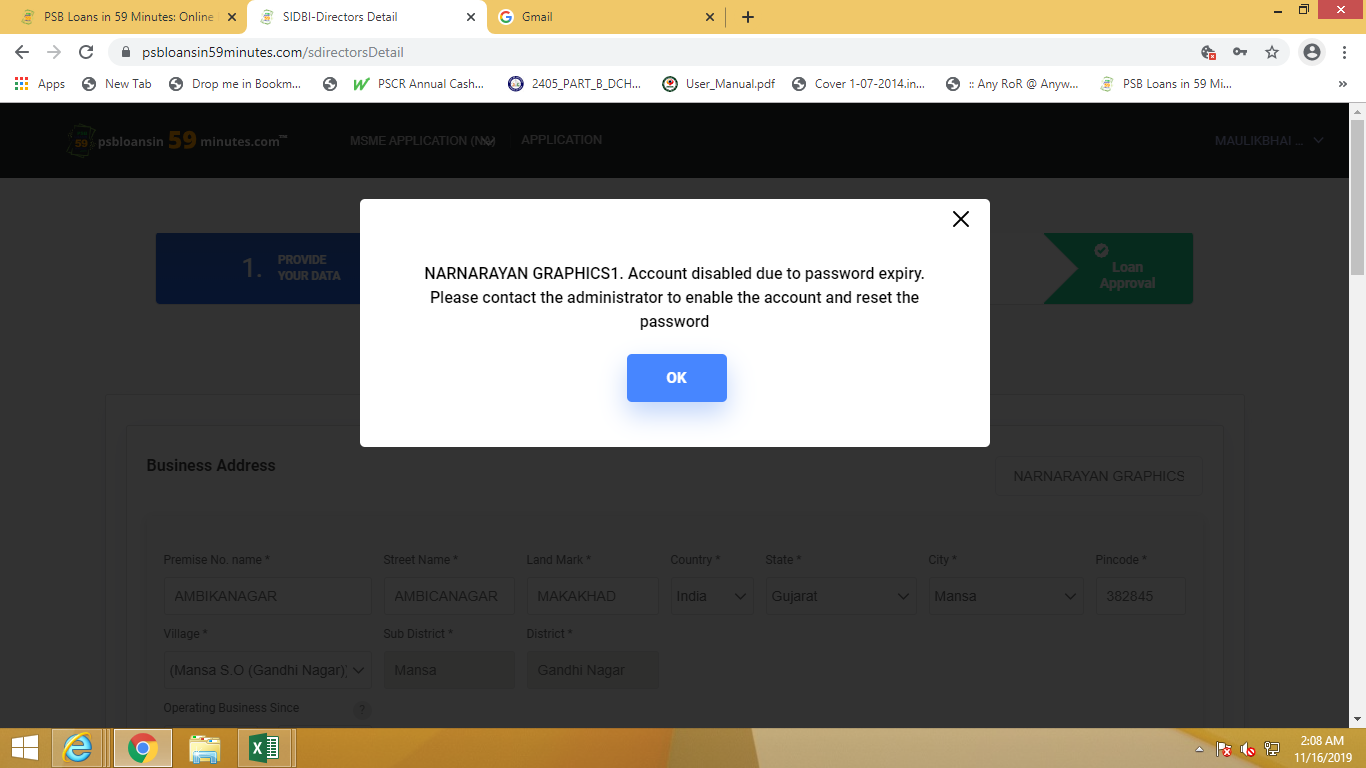 PSB Loans in 59 Minutes: Online
SIDBI-Directors Detail
Gmail
psbloansin59minutes.com/sdirectorsDetail
Apps
New Tab
Drop me in Bookm...
PSCR Annual Cash...
2405_PART_B_DCH...
User_Manual.pdf
Cover 1-07-2014.in...
:: Any RoR @ Anyw...
PSB Loans in 59 Mi...
psbloansin 59 minutes.com™
MSME APPLICATION
APPLICATION
MAULIKBHAI ...
1. PROVIDE
YOUR DATA
Loan
Approval
NARNARAYAN GRAPHICS1. Account disabled due to password expiry.
Please contact the administrator to enable the account and reset the
password
OK
Business Address
NARNARAYAN GRAPHICS
Premise No. name * Street Name * Land Mark * Country * State * City * Pincode *
AMBIKANAGAR AMBICANAGAR MAKAKHAD India Gujarat Mansa 382845
Village * Sub District * District *
(Mansa S.O (Gandhi Nagar) Mansa Gandhi Nagar
Operating Business Since ?
2:08 AM
11/16/2019